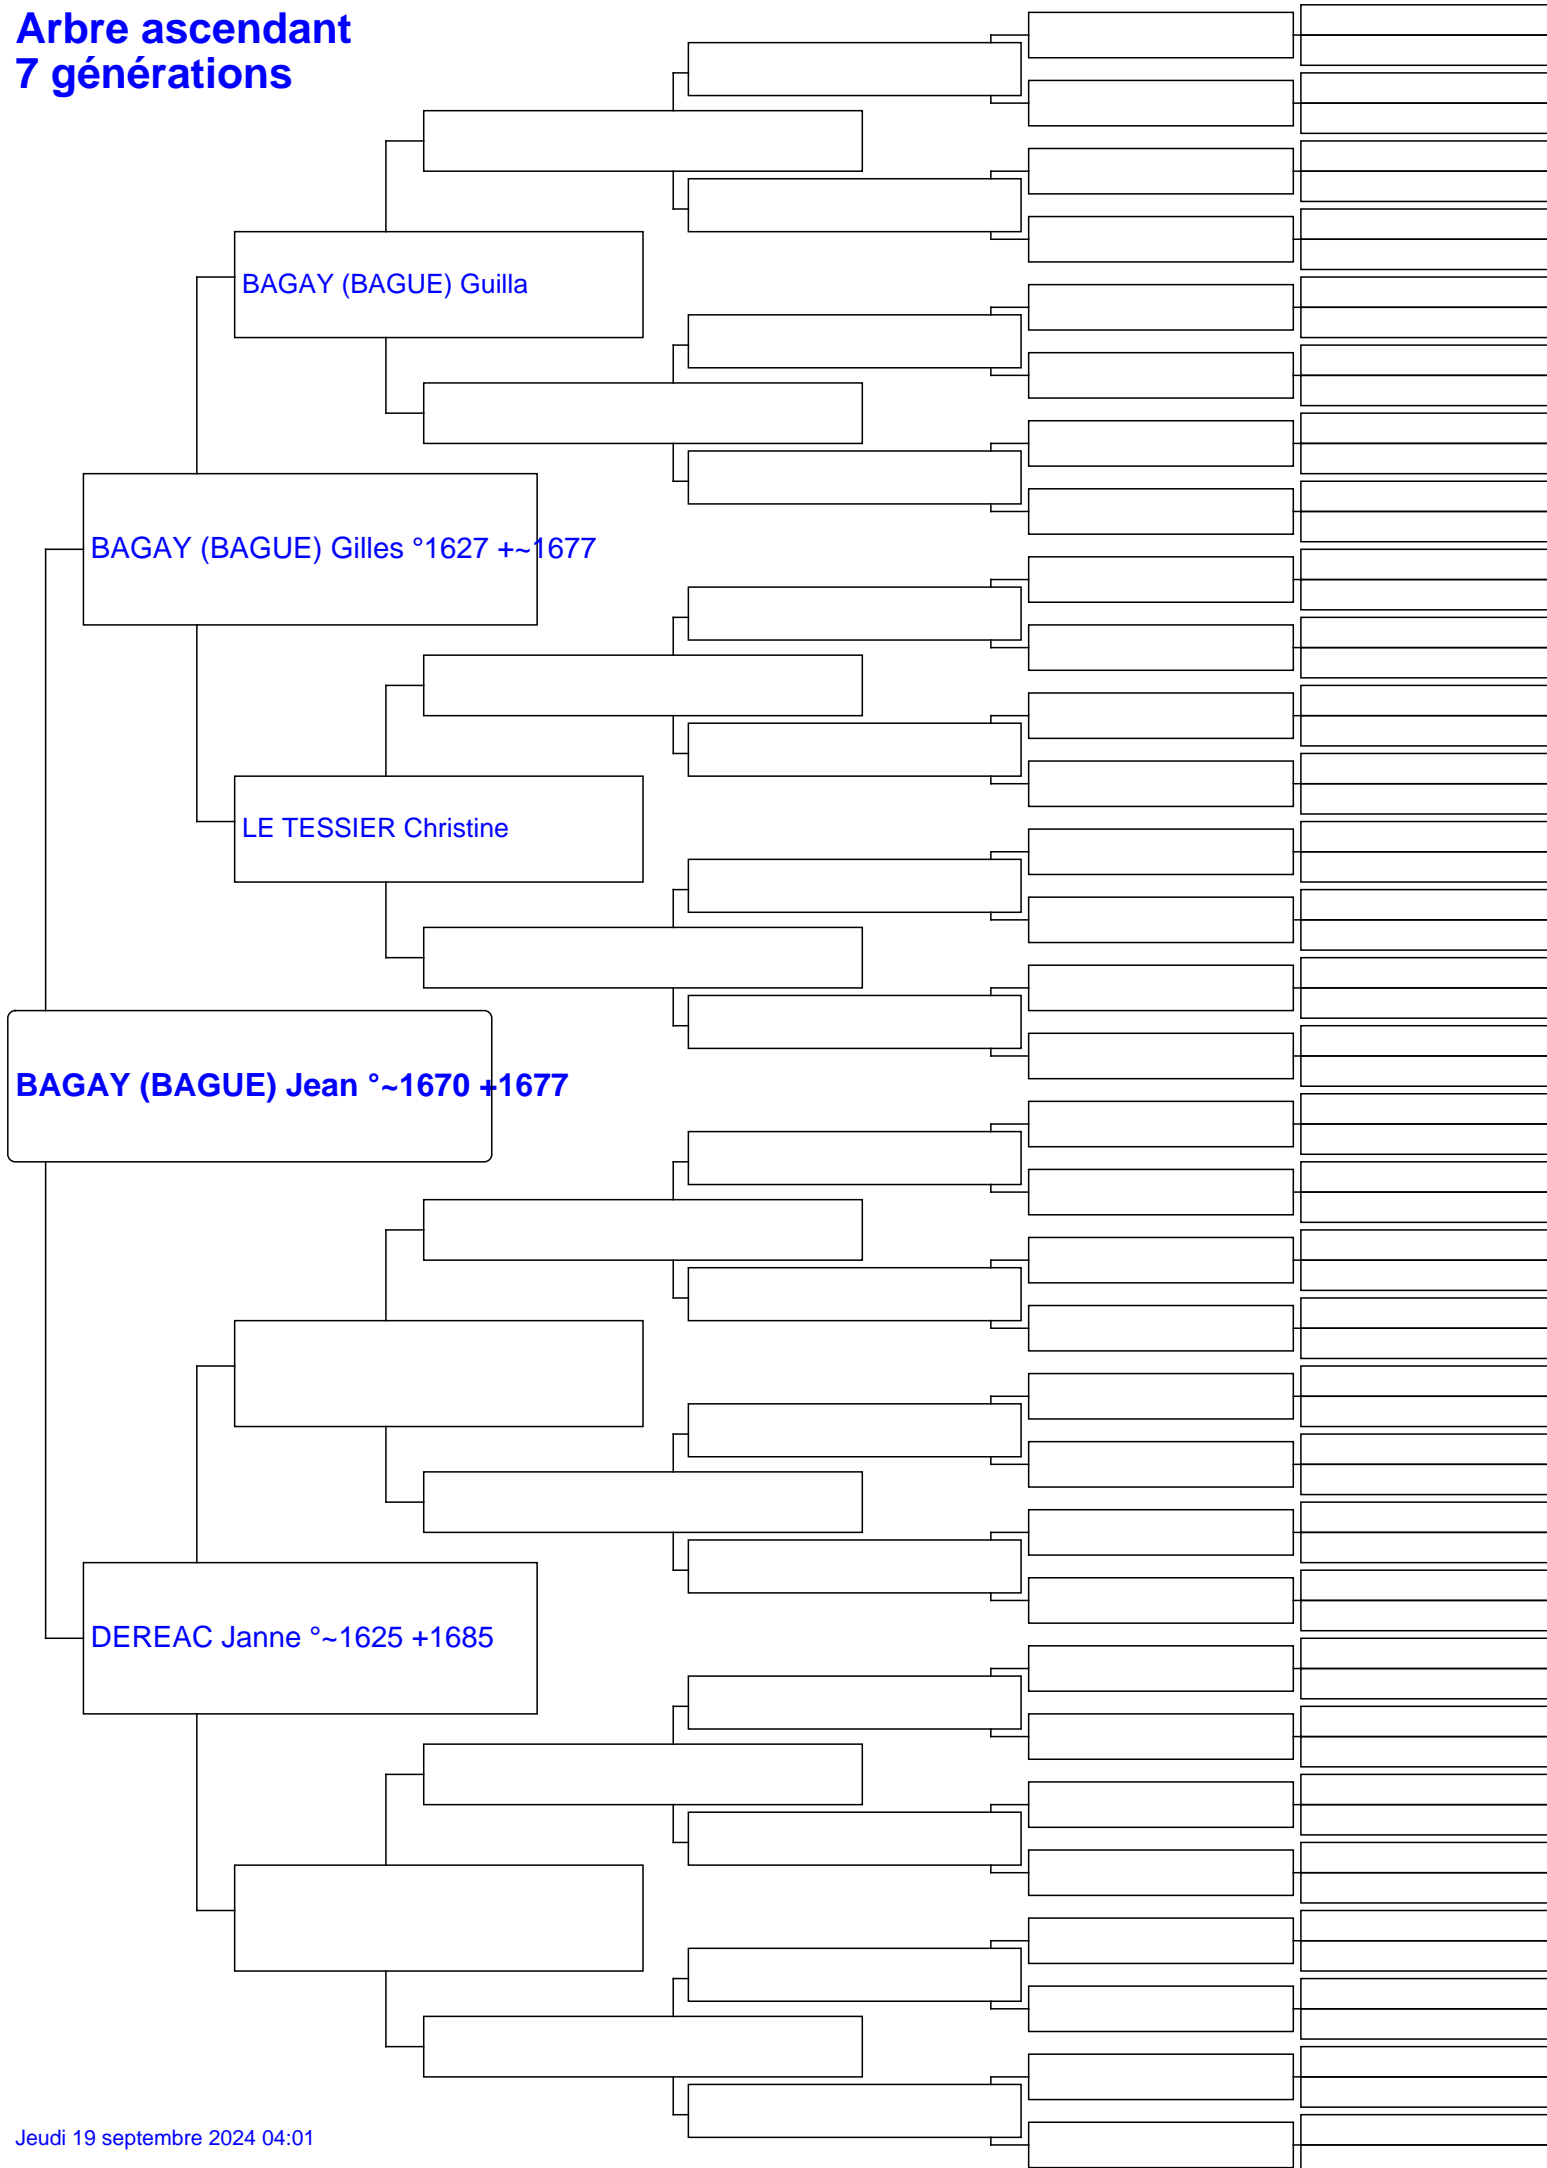 Arbre ascendant
7 générations
BAGAY (BAGUE) Guilla
BAGAY (BAGUE) Gilles °1627 +~1677
LE TESSIER Christine
BAGAY (BAGUE) Jean °~1670 +1677
DEREAC Janne °~1625 +1685
Jeudi 19 septembre 2024 04:01